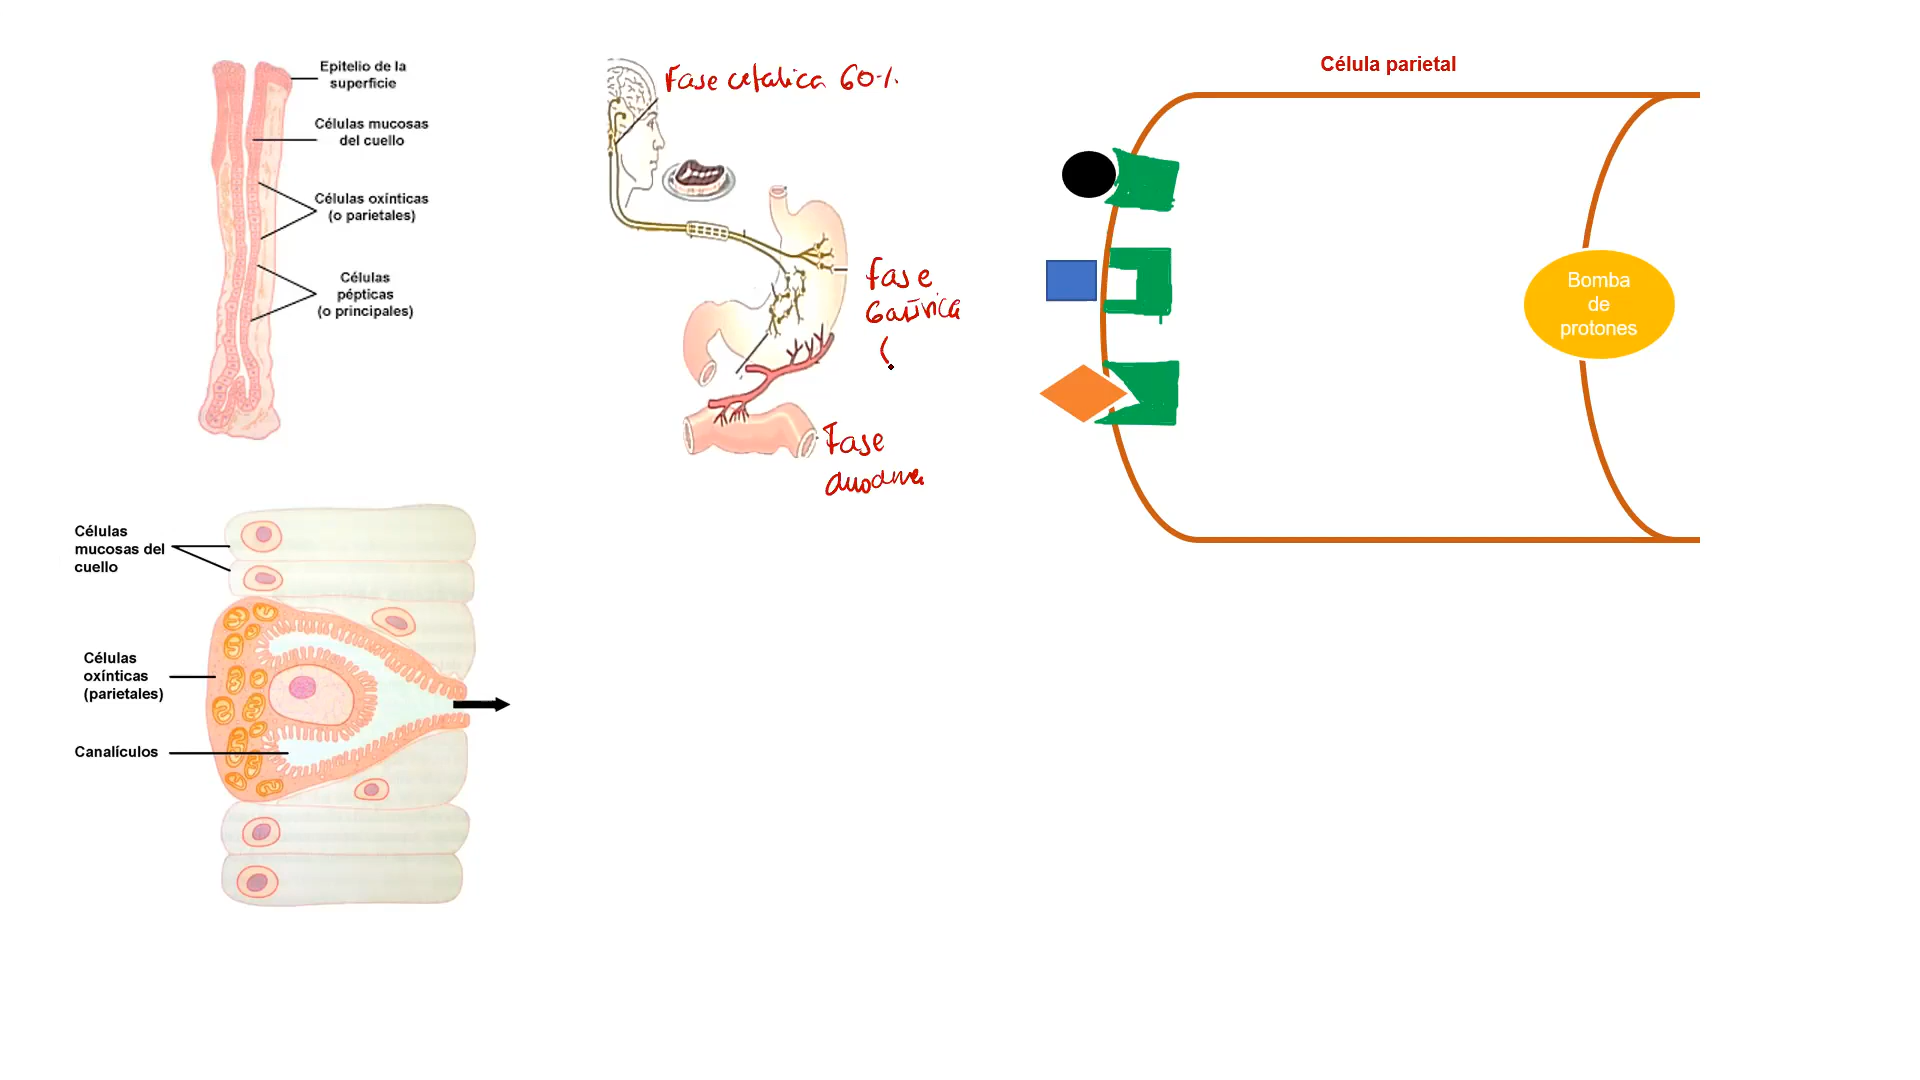 Epitelio de la
superficie
Células mucosas
del cuello
Células oxínticas
(o parietales)
Células
pépticas
(o principales)
Fase cefalica 60%
Fase
Gastrica
Fase
Célula parietal
Bomba
de
protones
Células
mucosas del
cuello
Células
oxínticas
(parietales)
Canalículos